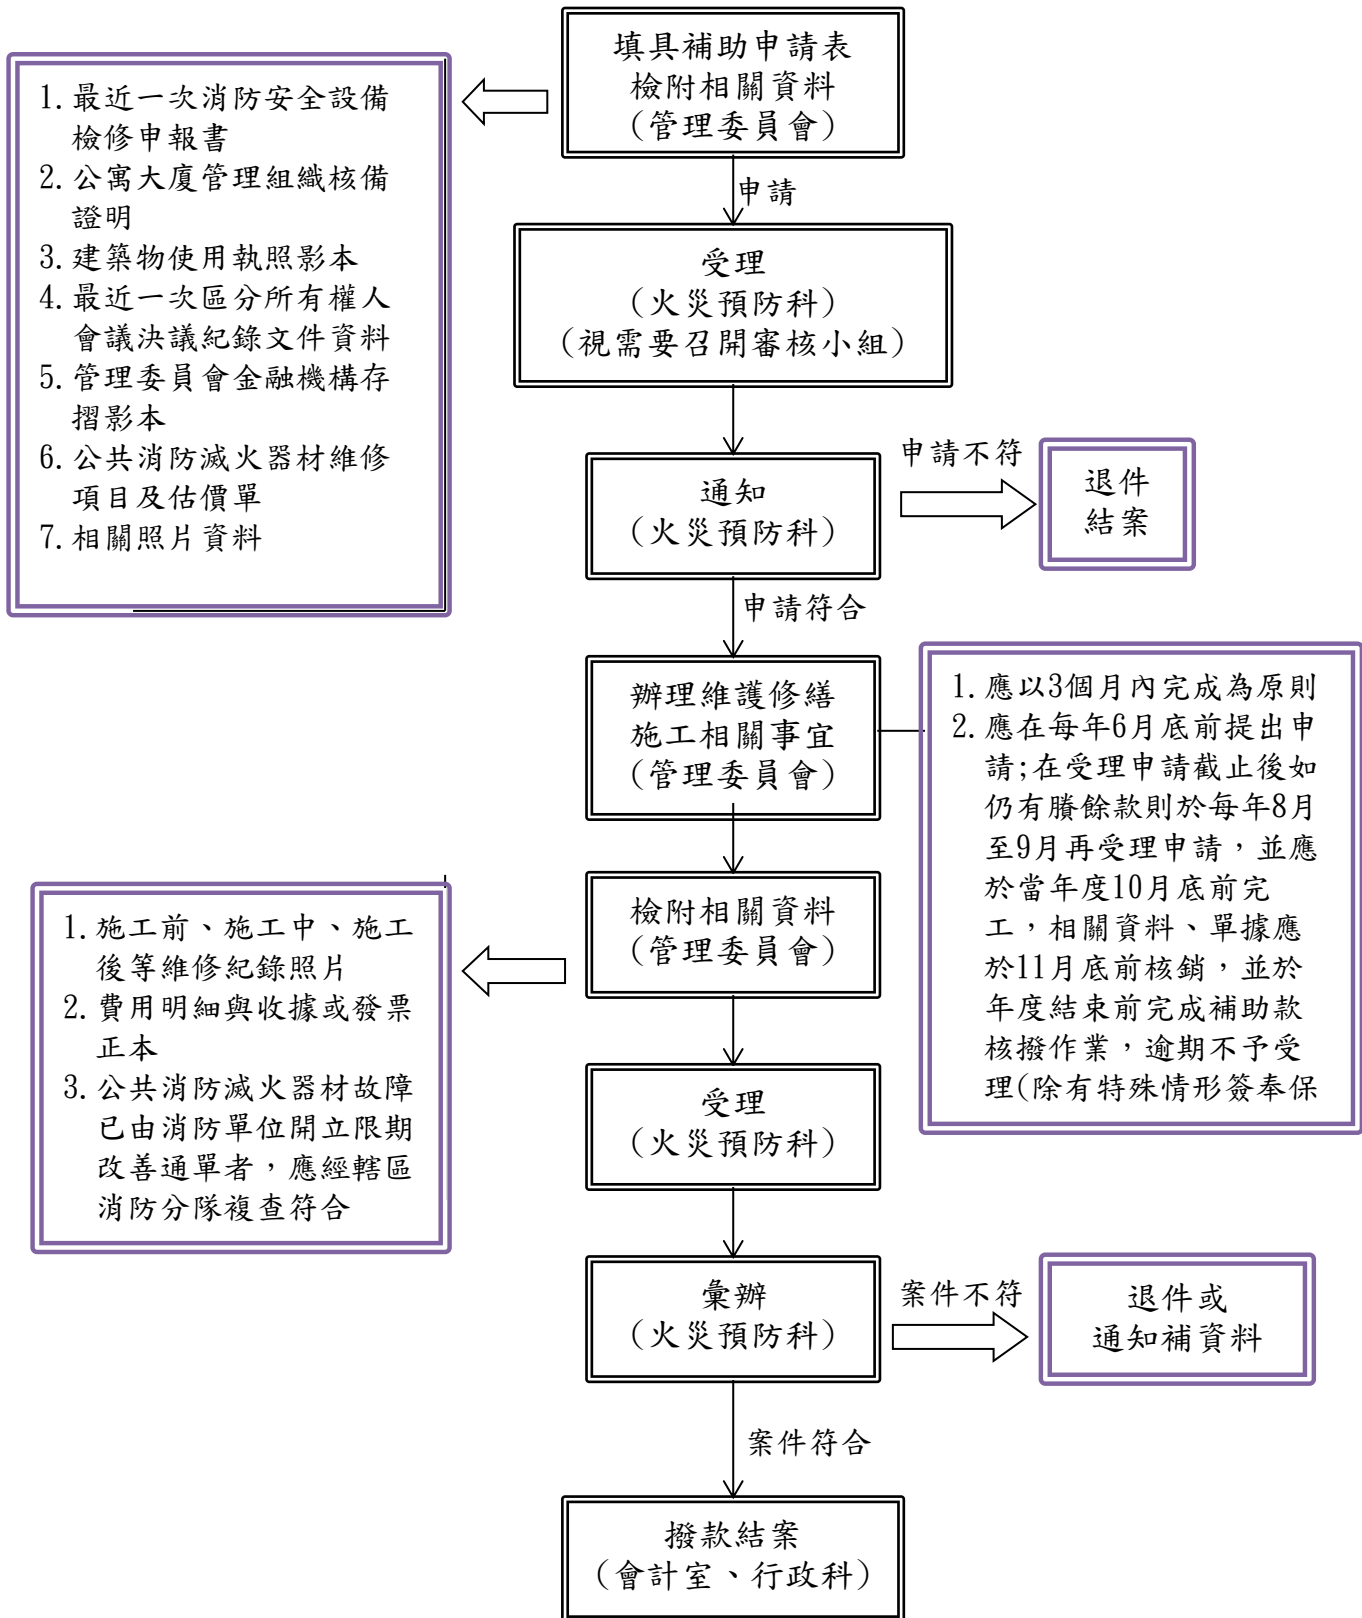 填具補助申請表
檢附相關資料
(管理委員會)
1.最近一次消防安全設備
檢修申報書
2.公寓大廈管理組織核備
證明
3.建築物使用執照影本
4.最近一次區分所有權人
會議決議紀錄文件資料
5.管理委員會金融機構存
摺影本
6.公共消防滅火器材維修
項目及估價單
7.相關照片資料
申請
受理
(火災預防科)
(視需要召開審核小組)
通知
(火災預防科)
申請不符
退件
結案
申請符合
辦理維護修繕
施工相關事宜
(管理委員會)
1.應以3個月內完成為原則
2.應在每年6月底前提出申
請;在受理申請截止後如
仍有賸餘款則於每年8月
至9月再受理申請，並應
於當年度10月底前完
工，相關資料、單據應
於11月底前核銷，並於
年度結束前完成補助款
核撥作業，逾期不予受
理(除有特殊情形簽奉保
檢附相關資料
(管理委員會)
1.施工前、施工中、施工
後等維修紀錄照片
2.費用明細與收據或發票
正本
3.公共消防滅火器材故障
已由消防單位開立限期
改善通單者，應經轄區
消防分隊複查符合
受理
(火災預防科)
彙辦
(火災預防科)
案件不符
退件或
通知補資料
案件符合
撥款結案
(會計室、行政科)